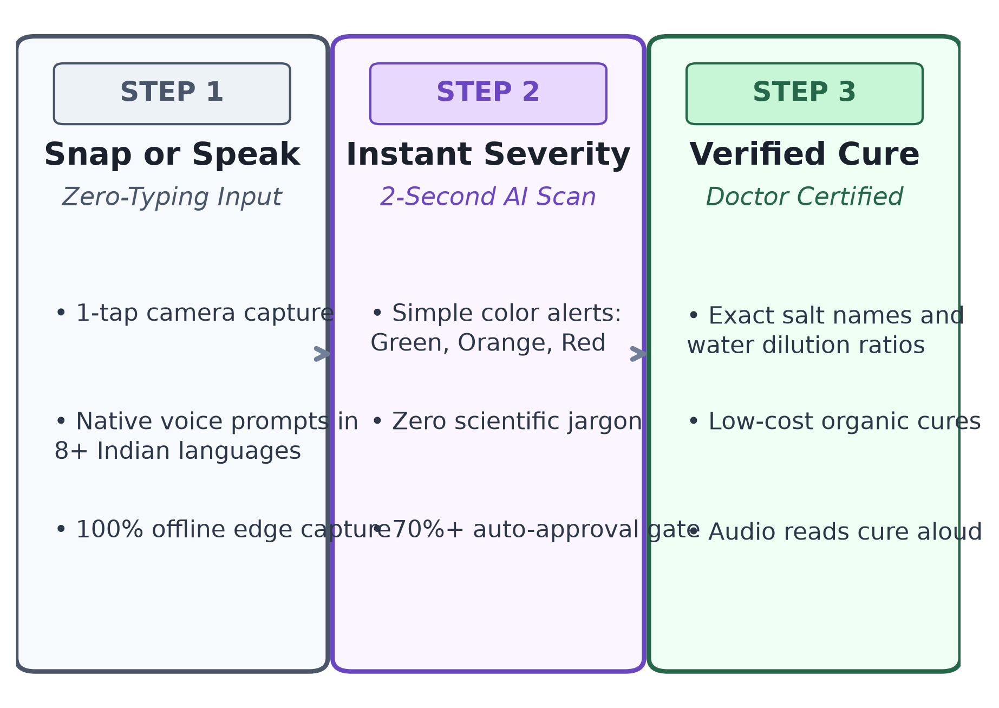 STEP 1
Snap or Speak
Zero-Typing Input
• 1-tap camera capture
• Native voice prompts in
8+ Indian languages
• 100% offline edge capture
STEP 2
Instant Severity
2-Second AI Scan
• Simple color alerts:
Green, Orange, Red
• Zero scientific jargon
• 70%+ auto-approval gate
STEP 3
Verified Cure
Doctor Certified
• Exact salt names and
water dilution ratios
• Low-cost organic cures
• Audio reads cure aloud